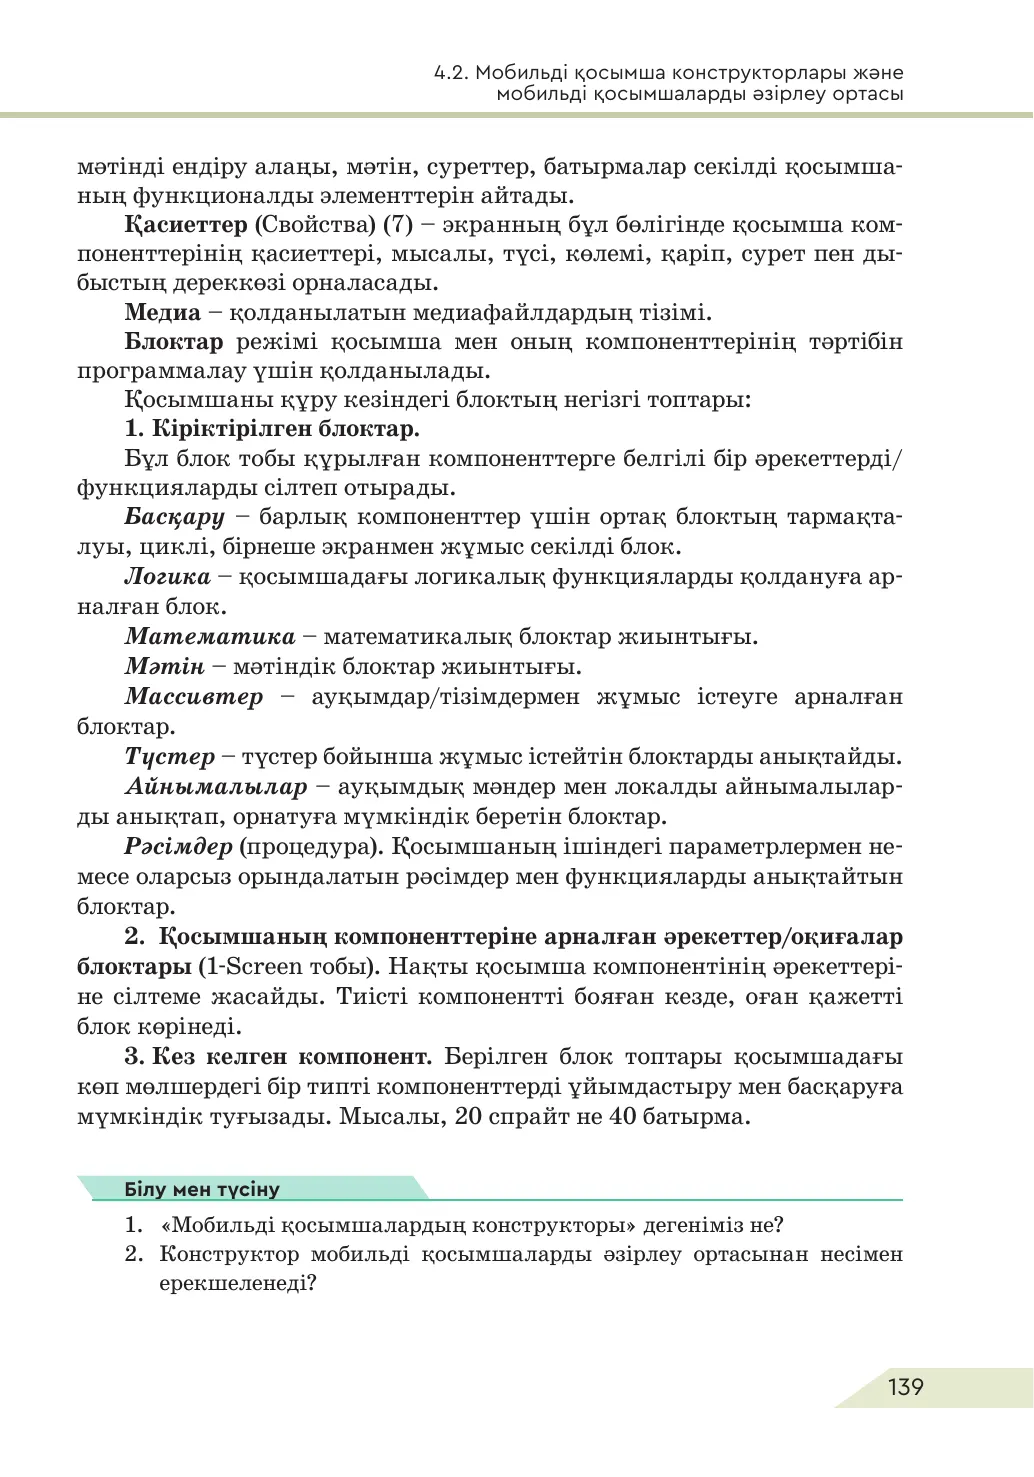 4.2. Мобильді қосымша конструкторлары және
мобильді қосымшаларды әзірлеу ортасы
мәтінді ендіру алаңы, мәтін, суреттер, батырмалар секілді қосымша-
ның функционалды элементтерін айтады.
Қасиеттер (Свойства) (7) – экранның бұл бөлігінде қосымша ком-
поненттерінің қасиеттері, мысалы, түсі, көлемі, қаріп, сурет пен ды-
быстың дереккөзі орналасады.
Медиа – қолданылатын медиафайлдардың тізімі.
Блоктар режімі қосымша мен оның компоненттерінің тәртібін
программалау үшін қолданылады.
Қосымшаны құру кезіндегі блоктың негізгі топтары:
1. Кіріктірілген блоктар.
Бұл блок тобы құрылған компоненттерге белгілі бір әрекеттерді/
функцияларды сілтеп отырады.
Басқару – барлық компоненттер үшін ортақ блоктың тармақта-
луы, циклі, бірнеше экранмен жұмыс секілді блок.
Логика – қосымшадағы логикалық функцияларды қолдануға ар-
налған блок.
Математика – математикалық блоктар жиынтығы.
Мәтін – мәтіндік блоктар жиынтығы.
Массивтер – ауқымдар/тізімдермен жұмыс істеуге арналған
блоктар.
Түстер – түстер бойынша жұмыс істейтін блоктарды анықтайды.
Айнымалылар – ауқымдық мәндер мен локалды айнымалылар-
ды анықтап, орнатуға мүмкіндік беретін блоктар.
Рәсімдер (процедура). Қосымшаның ішіндегі параметрлермен не-
месе оларсыз орындалатын рәсімдер мен функцияларды анықтайтын
блоктар.
2. Қосымшаның компоненттеріне арналған әрекеттер/оқиғалар
блоктары (1-Screen тобы). Нақты қосымша компонентінің әрекеттері-
не сілтеме жасайды. Тиісті компонентті бояған кезде, оған қажетті
блок көрінеді.
3. Кез келген компонент. Берілген блок топтары қосымшадағы
көп мөлшердегі бір типті компоненттерді ұйымдастыру мен басқаруға
мүмкіндік туғызады. Мысалы, 20 спрайт не 40 батырма.
Білу мен түсіну
1. «Мобильді қосымшалардың конструкторы» дегеніміз не?
2. Конструктор мобильді қосымшаларды әзірлеу ортасынан несімен
ерекшеленеді?
139